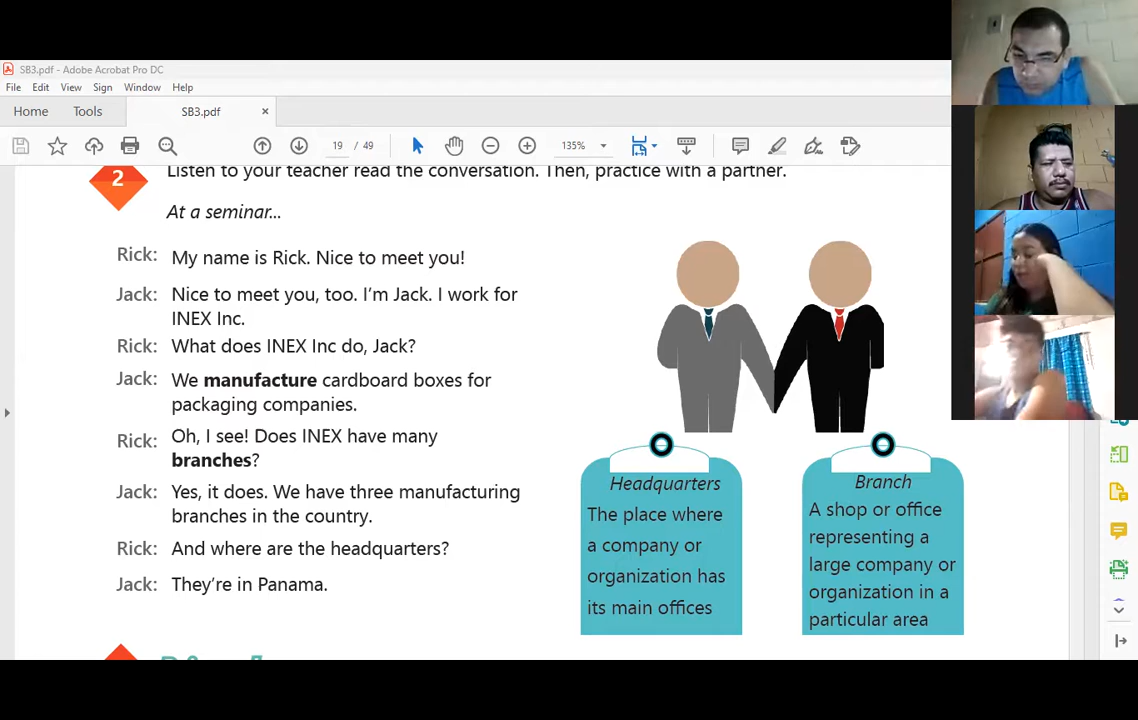 SB3.pdf - Adobe Acrobat Pro DC
File Edit View Sign Window Help
Home Tools SB3.pdf ×
19 / 49 135%
2 Listen to your teacher read the conversation. Then, practice with a partner.
At a seminar...
Rick: My name is Rick. Nice to meet you!
Jack: Nice to meet you, too. I'm Jack. I work for
INEX Inc.
Rick: What does INEX Inc do, Jack?
Jack: We manufacture cardboard boxes for
packaging companies.
Rick: Oh, I see! Does INEX have many
branches?
Jack: Yes, it does. We have three manufacturing
branches in the country.
Rick: And where are the headquarters?
Jack: They're in Panama.
Headquarters
The place where
a company or
organization has
its main offices
Branch
A shop or office
representing a
large company or
organization in a
particular area